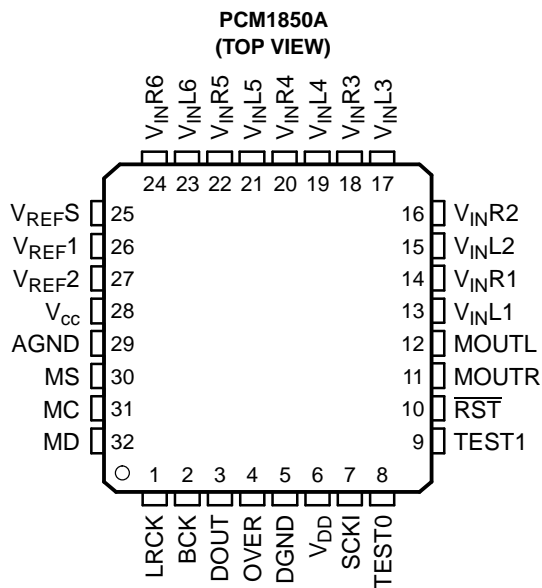 PCM1850A
(TOP VIEW)
VINR6
VINL6
VINR5
VINL5
VINR4
VINL4
VINR3
VINL3
24 23 22 21 20 19 18 17
VREFS 25
VREF1 26
VREF2 27
Vcc 28
AGND 29
MS 30
MC 31
MD 32
16 VINR2
15 VINL2
14 VINR1
13 VINL1
12 MOUTL
11 MOUTR
10 R̅S̅T̅
9 TEST1
1 2 3 4 5 6 7 8
LRCK
BCK
DOUT
OVER
DGND
VDD
SCKI
TEST0